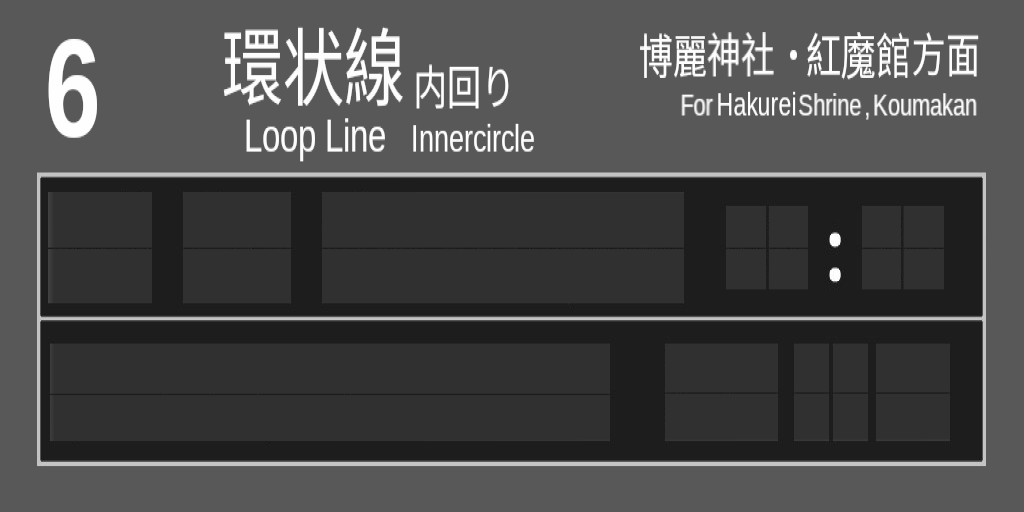 6
環状線 内回り
Loop Line Innercircle
博麗神社・紅魔館方面
For Hakurei Shrine, Koumakan
: